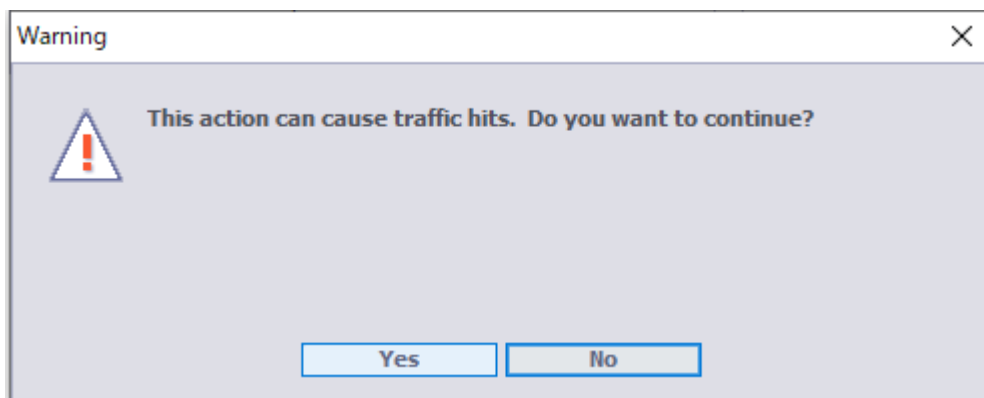 Warning
This action can cause traffic hits.  Do you want to continue?
Yes
No